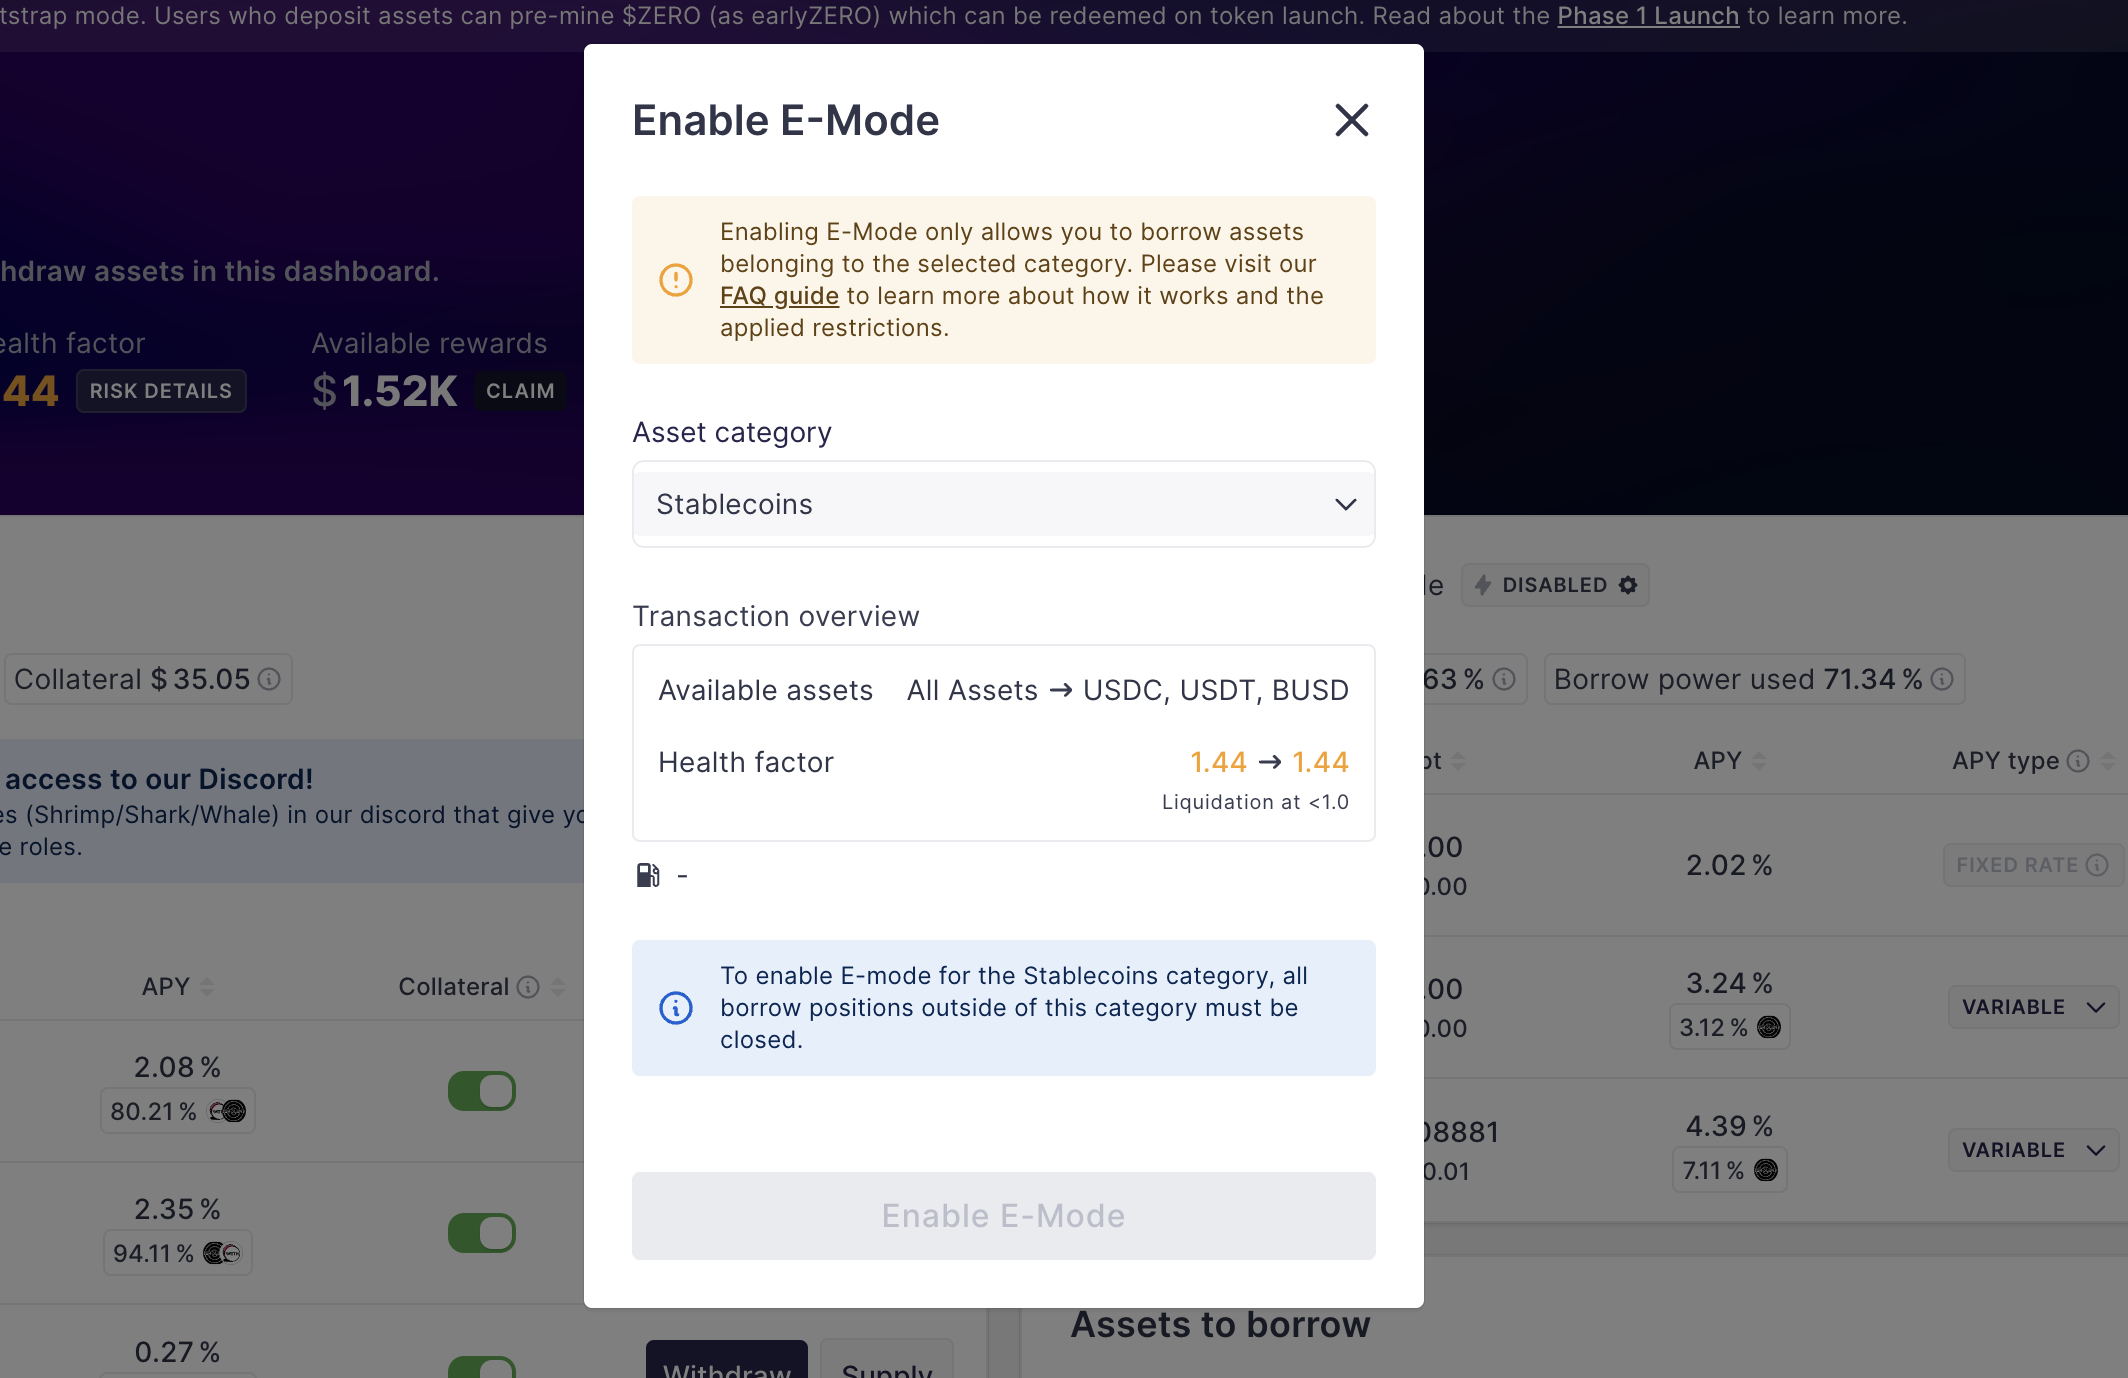 tstrap mode. Users who deposit assets can pre-mine $ZERO (as earlyZERO) which can be redeemed on token launch. Read about the Phase 1 Launch to learn more.
Enable E-Mode
Enabling E-Mode only allows you to borrow assets
belonging to the selected category. Please visit our
FAQ guide to learn more about how it works and the
applied restrictions.
hdraw assets in this dashboard.
ealth factor Available rewards
44 RISK DETAILS $1.52K CLAIM
Asset category
Stablecoins
Transaction overview
Available assets All Assets → USDC, USDT, BUSD
Health factor 1.44 → 1.44
Liquidation at <1.0
-
To enable E-mode for the Stablecoins category, all
borrow positions outside of this category must be
closed.
Enable E-Mode
Collateral $35.05
access to our Discord!
es (Shrimp/Shark/Whale) in our discord that give yo
e roles.
APY Collateral
2.08%
80.21%
2.35%
94.11%
0.27%
Withdraw Supply
le DISABLED
63% Borrow power used 71.34%
bt APY APY type
.00 2.02% FIXED RATE
0.00
.00 3.24% VARIABLE
0.00 3.12%
08881 4.39% VARIABLE
0.01 7.11%
Assets to borrow